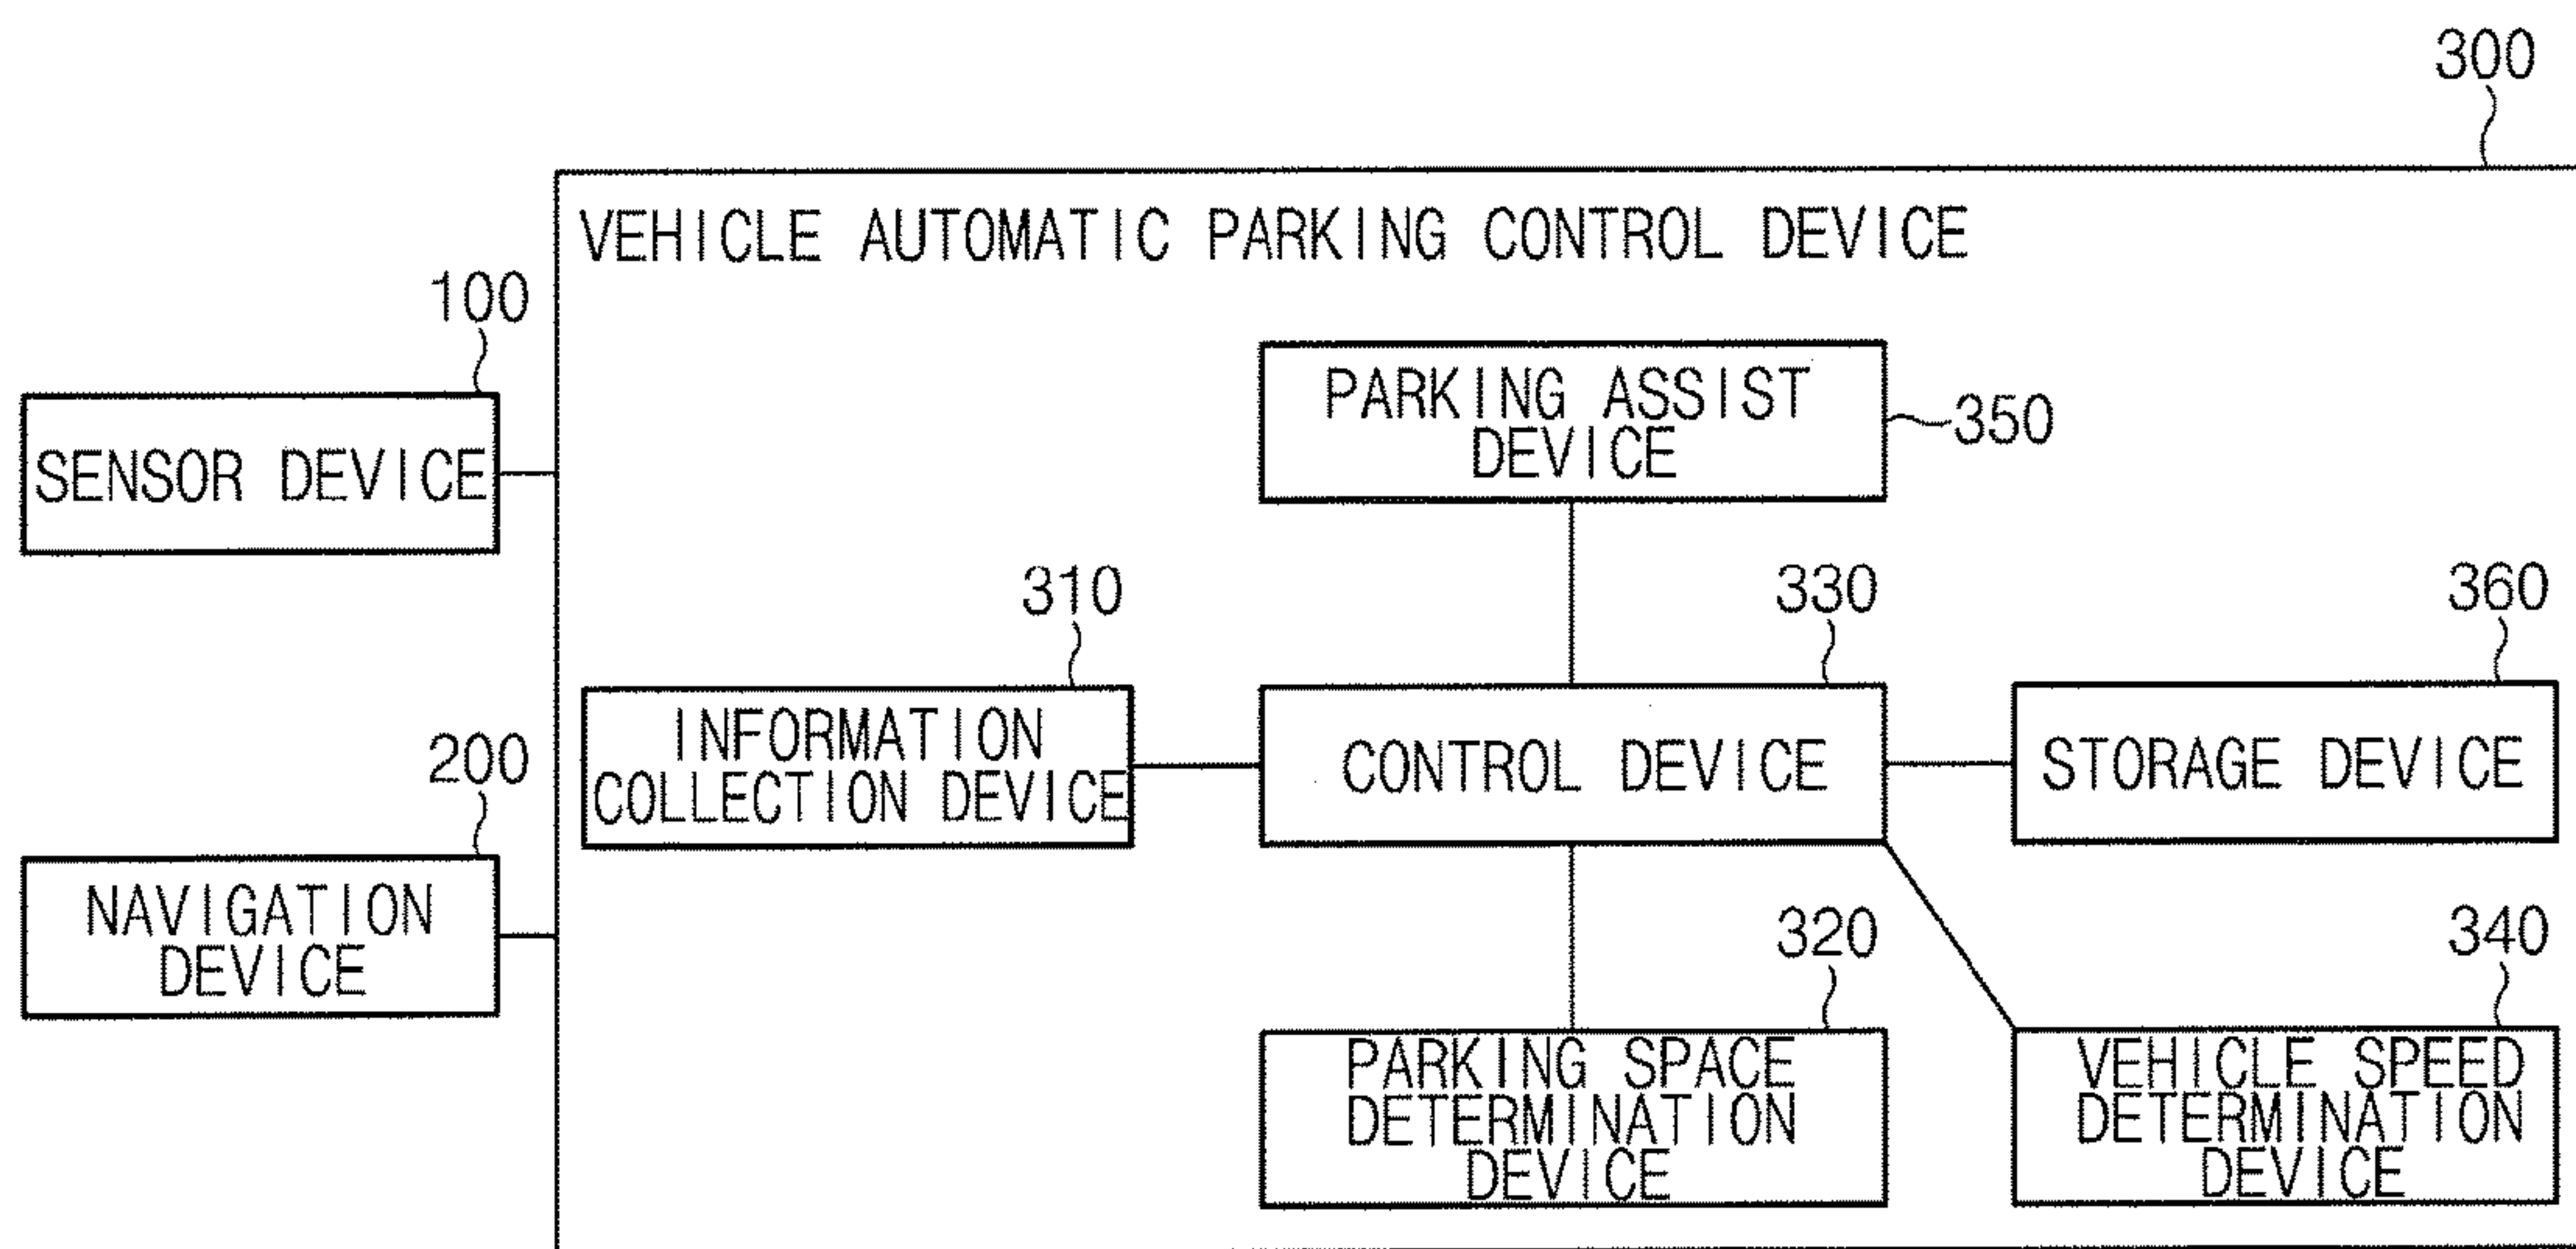 300
VEHICLE AUTOMATIC PARKING CONTROL DEVICE
100
SENSOR DEVICE
PARKING ASSIST
DEVICE
350
310
INFORMATION
COLLECTION DEVICE
330
CONTROL DEVICE
360
STORAGE DEVICE
200
NAVIGATION
DEVICE
320
PARKING SPACE
DETERMINATION
DEVICE
340
VEHICLE SPEED
DETERMINATION
DEVICE